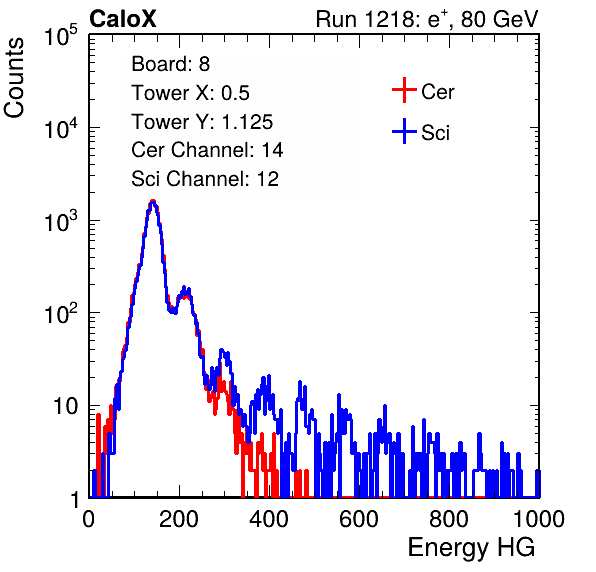 CaloX Run 1218: e⁺, 80 GeV
Board: 8
Tower X: 0.5
Tower Y: 1.125
Cer Channel: 14
Sci Channel: 12
Cer
Sci
Counts
10⁵
10⁴
10³
10²
10
1
0 200 400 600 800 1000
Energy HG